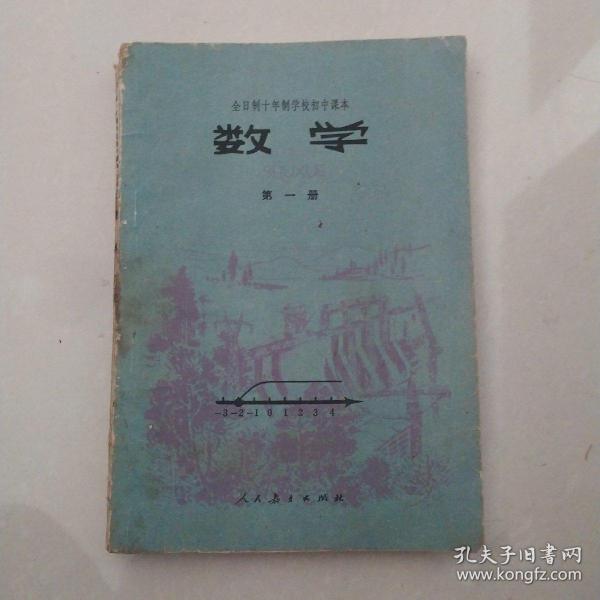 全日制十年制学校初中课本
数学
第一册
-3-2-1 0 1 2 3 4
人民教育出版社
孔夫子旧书网
www.kongfz.com